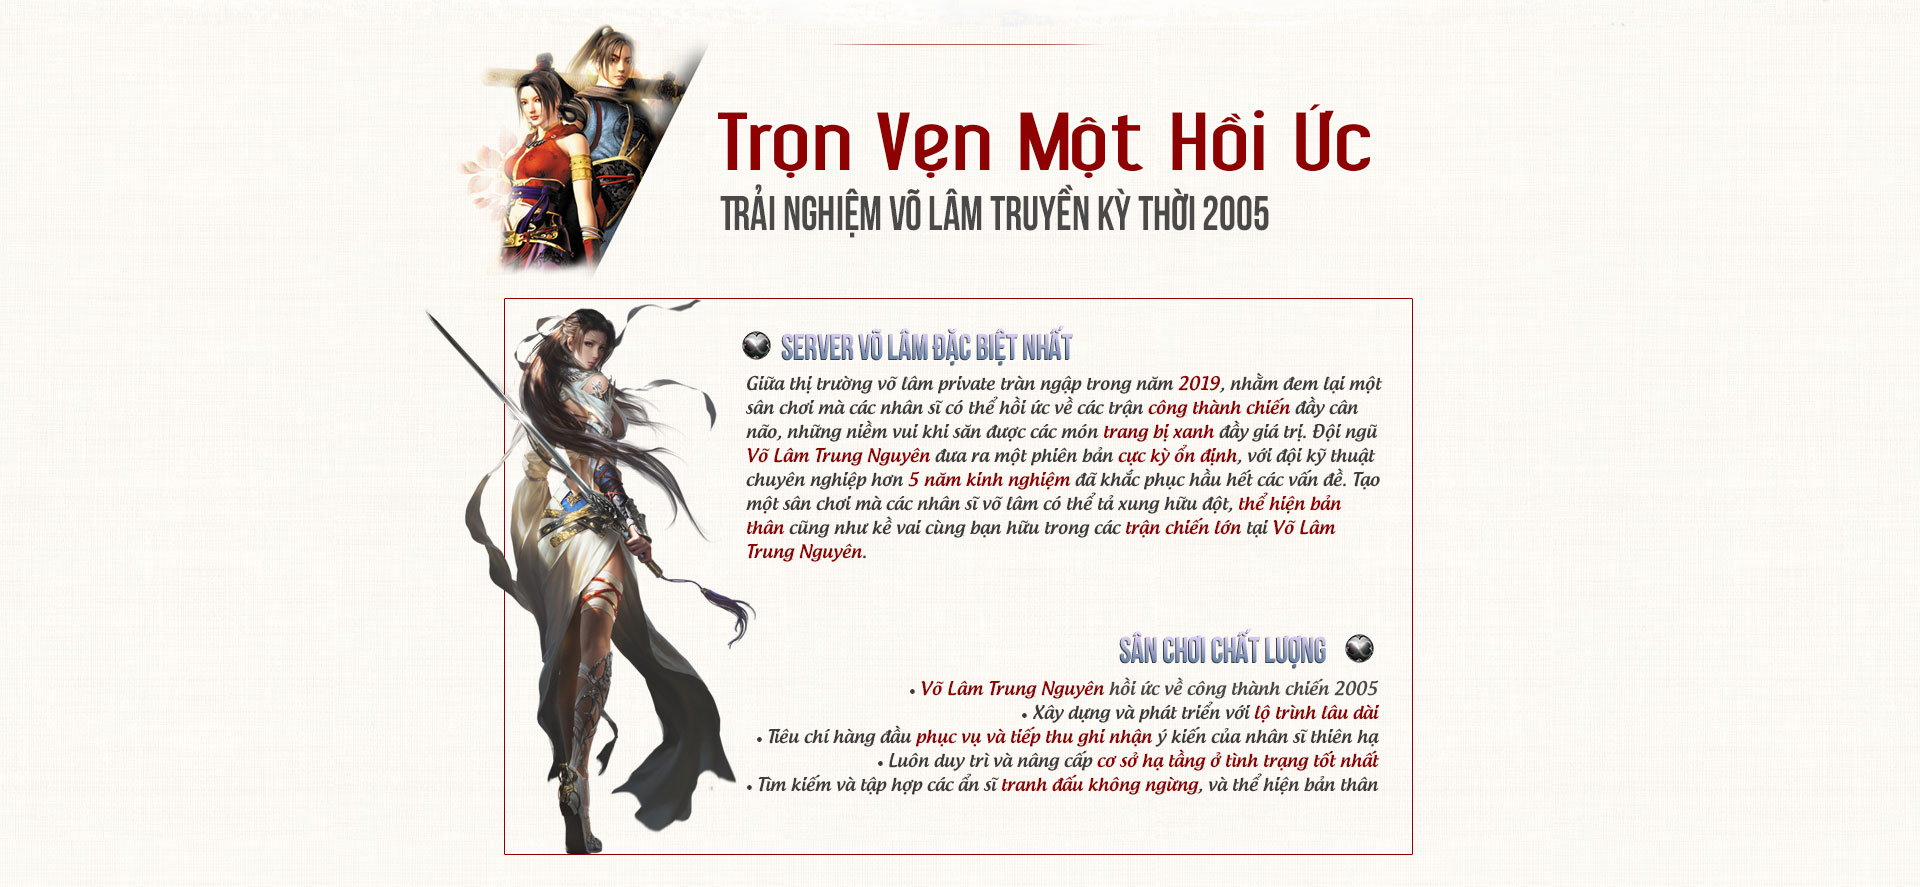 Trọn Vẹn Một Hồi Ức
TRẢI NGHIỆM VÕ LÂM TRUYỀN KỲ THỜI 2005
SERVER VÕ LÂM ĐẶC BIỆT NHẤT
Giữa thị trường võ lâm private tràn ngập trong năm 2019, nhằm đem lại một
sân chơi mà các nhân sĩ có thể hồi ức về các trận công thành chiến đầy cân
não, những niềm vui khi săn được các món trang bị xanh đầy giá trị. Đội ngũ
Võ Lâm Trung Nguyên đưa ra một phiên bản cực kỳ ổn định, với đội kỹ thuật
chuyên nghiệp hơn 5 năm kinh nghiệm đã khắc phục hầu hết các vấn đề. Tạo
một sân chơi mà các nhân sĩ võ lâm có thể tả xung hữu đột, thể hiện bản
thân cũng như kề vai cùng bạn hữu trong các trận chiến lớn tại Võ Lâm
Trung Nguyên.
SÂN CHƠI CHẤT LƯỢNG
• Võ Lâm Trung Nguyên hồi ức về công thành chiến 2005
• Xây dựng và phát triển với lộ trình lâu dài
• Tiêu chí hàng đầu phục vụ và tiếp thu ghi nhận ý kiến của nhân sĩ thiên hạ
• Luôn duy trì và nâng cấp cơ sở hạ tầng ở tình trạng tốt nhất
• Tìm kiếm và tập hợp các ẩn sĩ tranh đấu không ngừng, và thể hiện bản thân